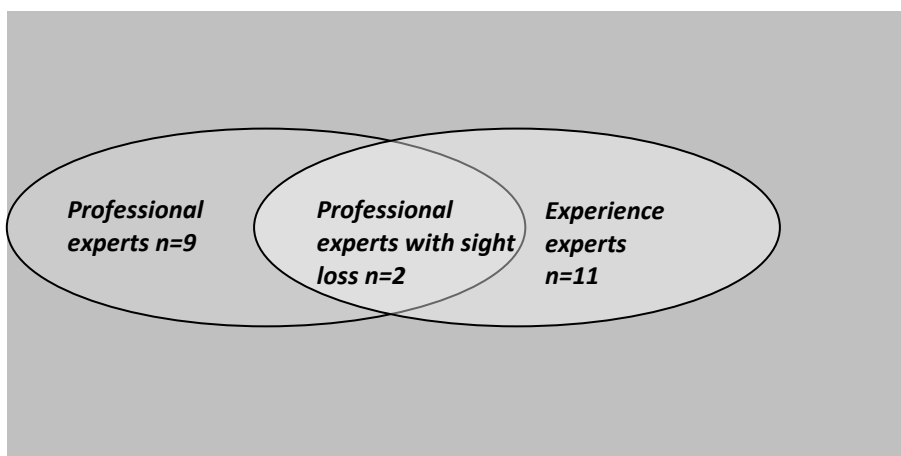 Professional
experts n=9
Professional
experts with sight
loss n=2
Experience
experts
n=11